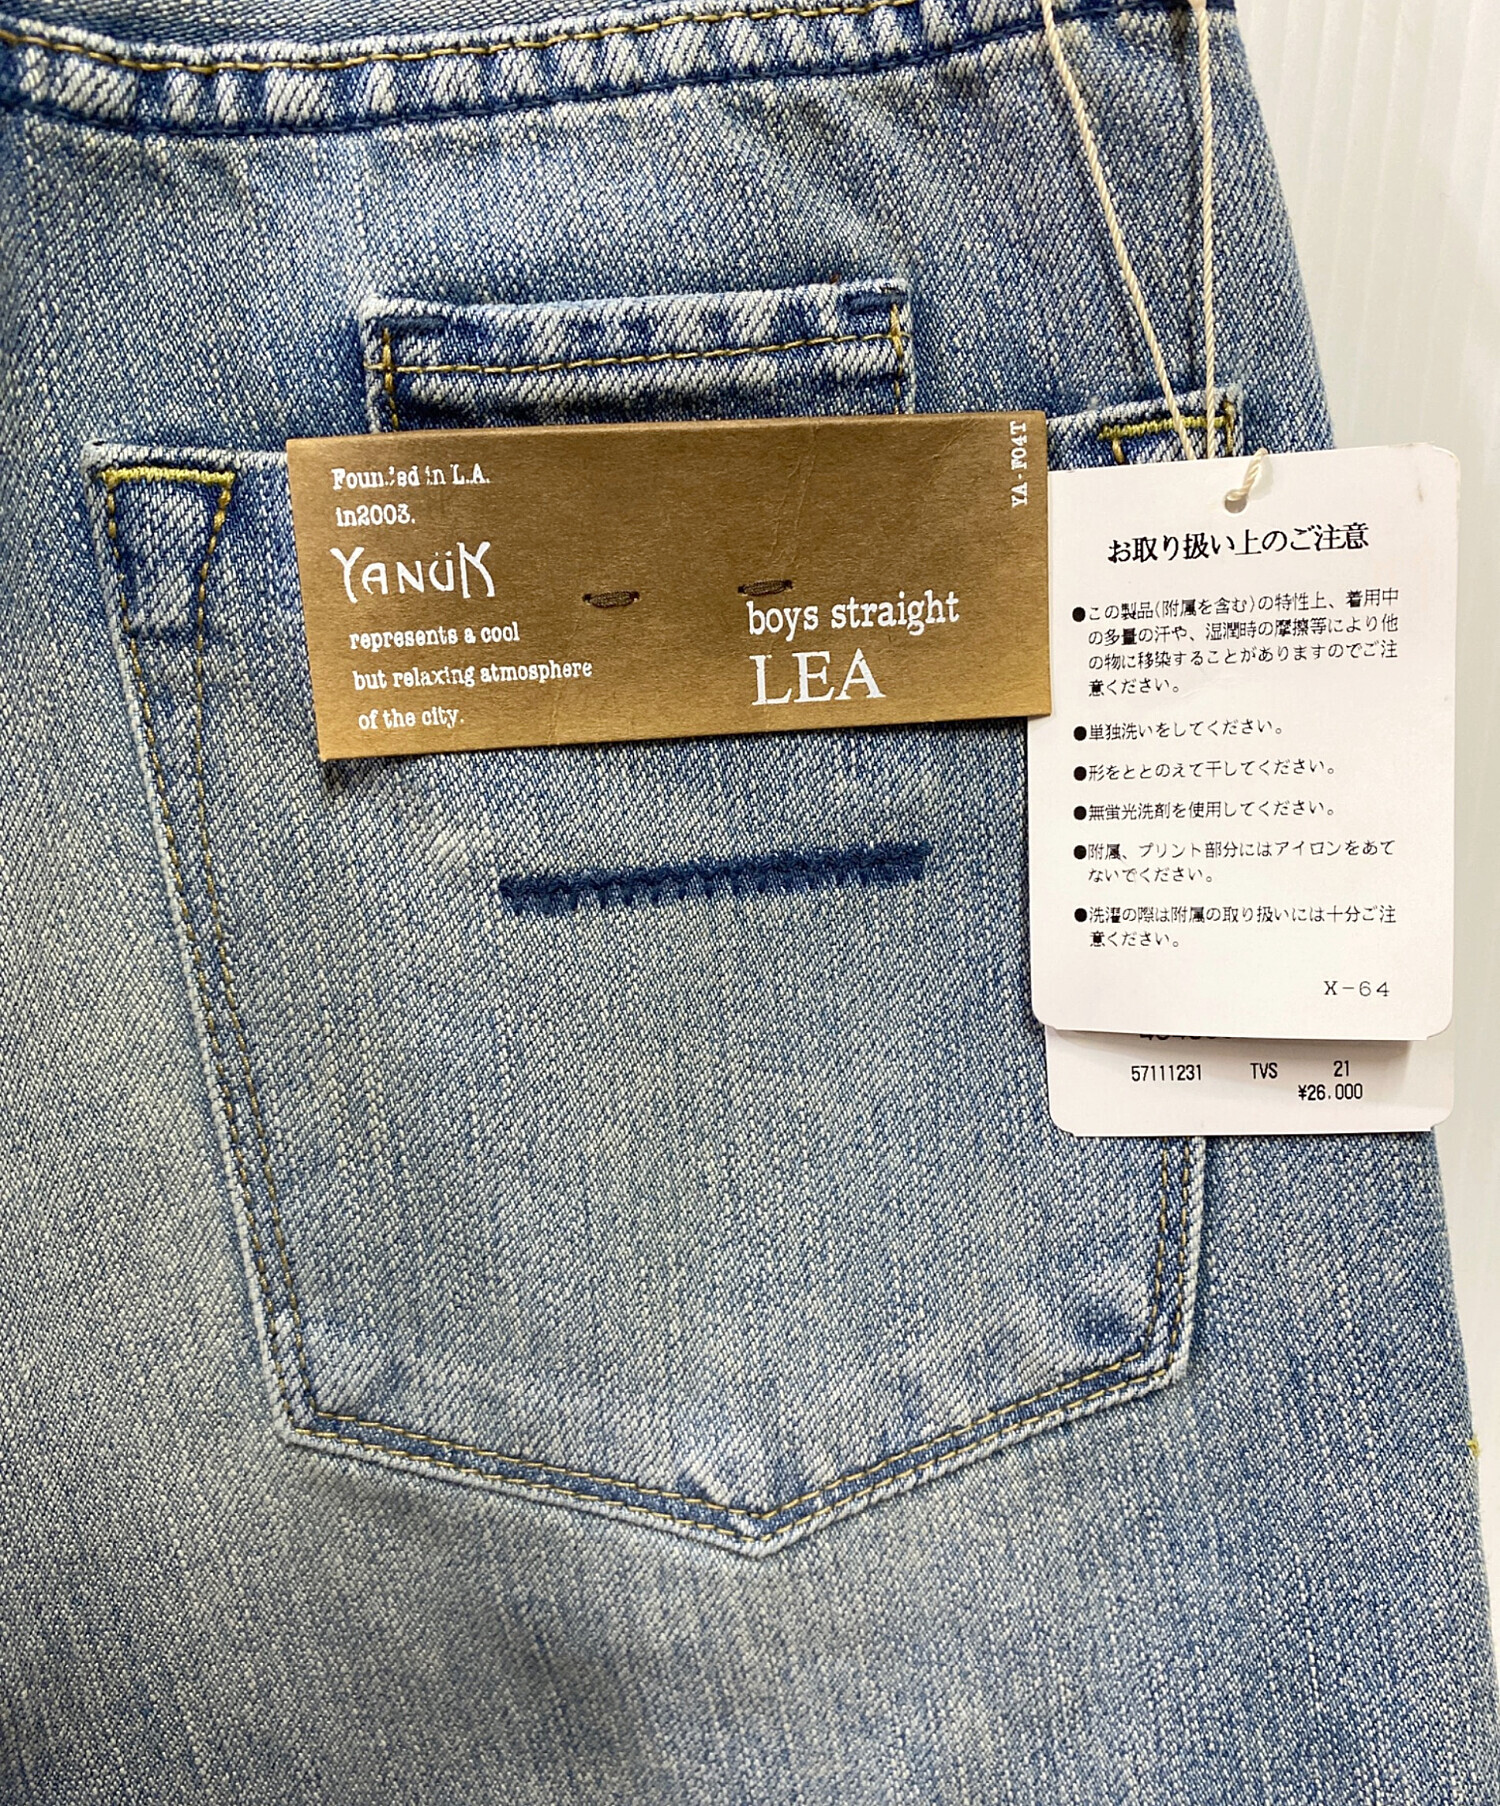 Founded in L.A.
in2003.
YANÜK
represents a cool
but relaxing atmosphere
of the city.
boys straight
LEA
YA-F04T
お取り扱い上のご注意
●この製品(附属を含む)の特性上、着用中
の多量の汗や、湿潤時の摩擦等により他
の物に移染することがありますのでご注
意ください。
●単独洗いをしてください。
●形をととのえて干してください。
●無蛍光洗剤を使用してください。
●附属、プリント部分にはアイロンをあて
ないでください。
●洗濯の際は附属の取り扱いには十分ご注
意ください。
X-64
57111231 TVS 21
¥26.000